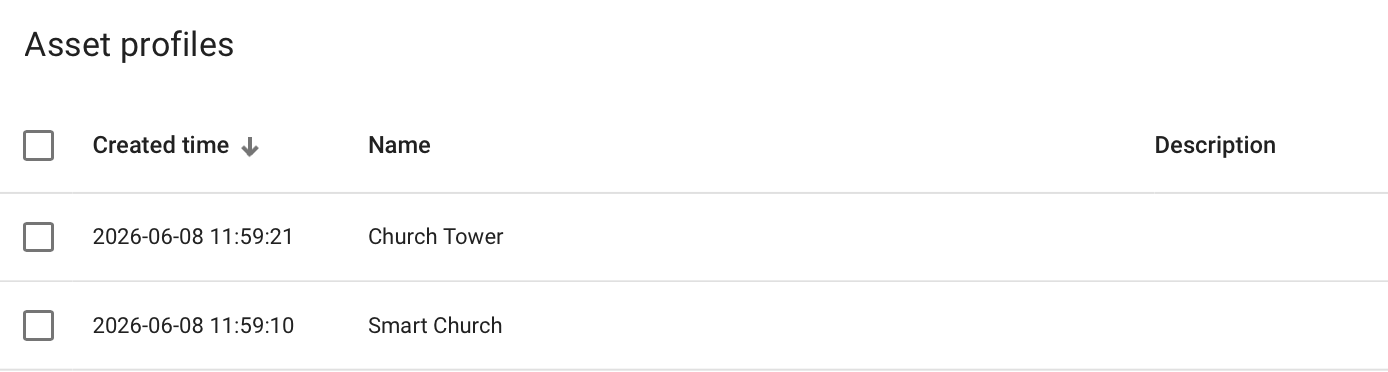 Asset profiles
Created time Name Description
2026-06-08 11:59:21 Church Tower
2026-06-08 11:59:10 Smart Church